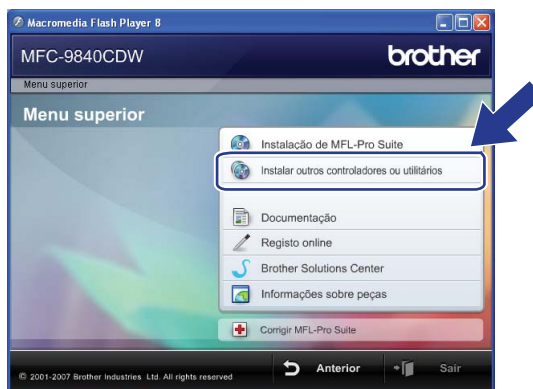 Macromedia Flash Player 8
MFC-9840CDW
brother
Menu superior
Menu superior
Instalação de MFL-Pro Suite
Instalar outros controladores ou utilitários
Documentação
Registo online
Brother Solutions Center
Informações sobre peças
Corrigir MFL-Pro Suite
© 2001-2007 Brother Industries Ltd. All rights reserved
Anterior
Sair